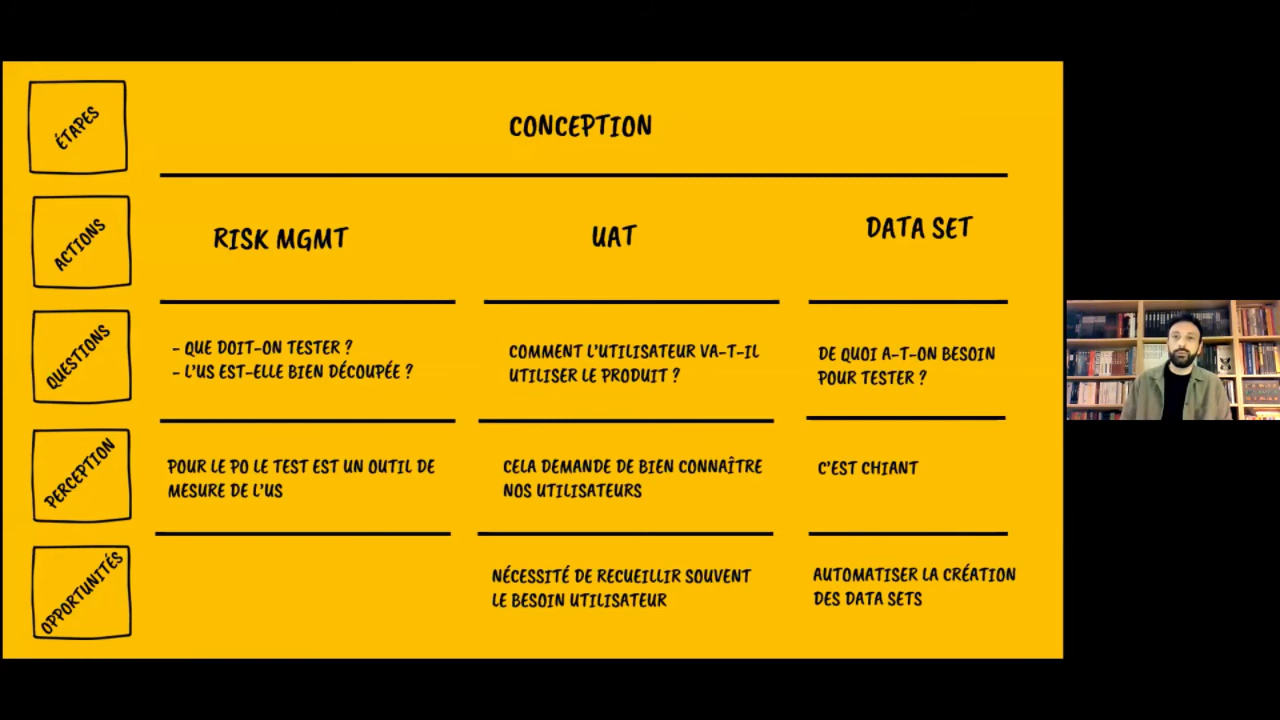 ÉTAPES
CONCEPTION
ACTIONS
RISK MGMT
UAT
DATA SET
QUESTIONS
- QUE DOIT-ON TESTER ?
- L'US EST-ELLE BIEN DÉCOUPÉE ?
COMMENT L'UTILISATEUR VA-T-IL
UTILISER LE PRODUIT ?
DE QUOI A-T-ON BESOIN
POUR TESTER ?
PERCEPTION
POUR LE PO LE TEST EST UN OUTIL DE
MESURE DE L'US
CELA DEMANDE DE BIEN CONNAÎTRE
NOS UTILISATEURS
C'EST CHIANT
OPPORTUNITÉS
NÉCESSITÉ DE RECUEILLIR SOUVENT
LE BESOIN UTILISATEUR
AUTOMATISER LA CRÉATION
DES DATA SETS